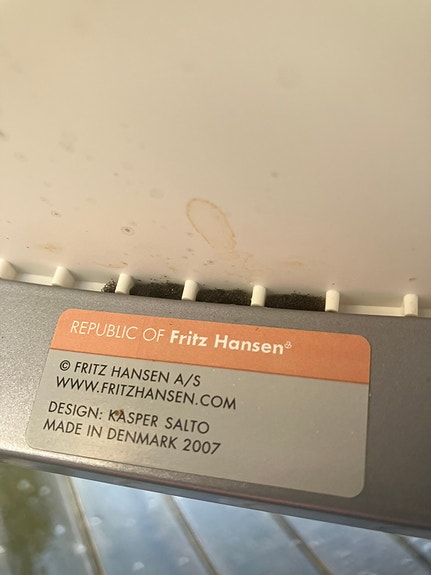 REPUBLIC OF Fritz Hansen
© FRITZ HANSEN A/S
WWW.FRITZHANSEN.COM
DESIGN: KASPER SALTO
MADE IN DENMARK 2007